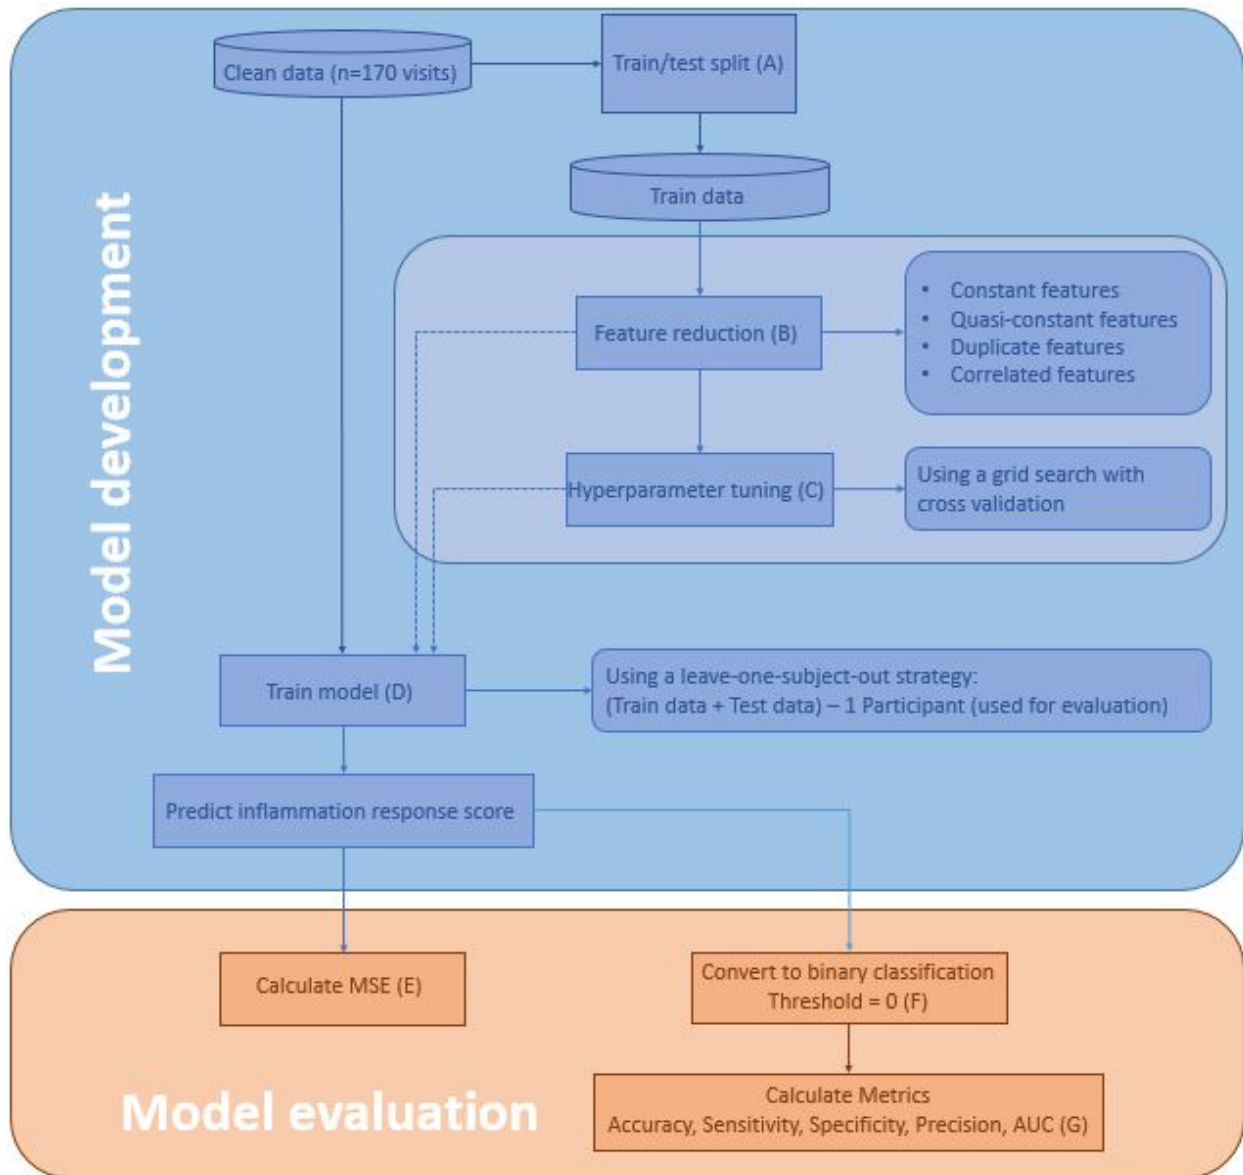 Model development
Clean data (n=170 visits)
Train/test split (A)
Train data
Feature reduction (B)
• Constant features
• Quasi-constant features
• Duplicate features
• Correlated features
Hyperparameter tuning (C)
Using a grid search with
cross validation
Train model (D)
Using a leave-one-subject-out strategy:
(Train data + Test data) – 1 Participant (used for evaluation)
Predict inflammation response score
Calculate MSE (E)
Convert to binary classification
Threshold = 0 (F)
Calculate Metrics
Accuracy, Sensitivity, Specificity, Precision, AUC (G)
Model evaluation